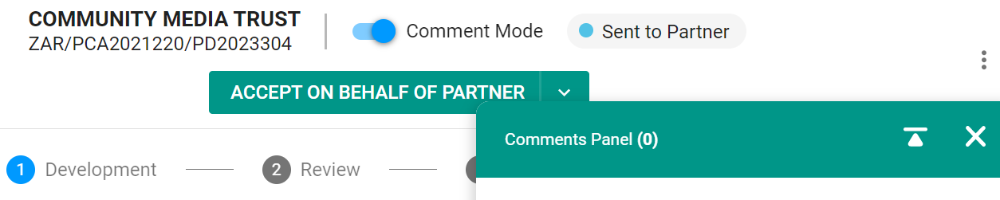 COMMUNITY MEDIA TRUST
ZAR/PCA2021220/PD2023304
Comment Mode
Sent to Partner
ACCEPT ON BEHALF OF PARTNER
Comments Panel (0)
1 Development
2 Review